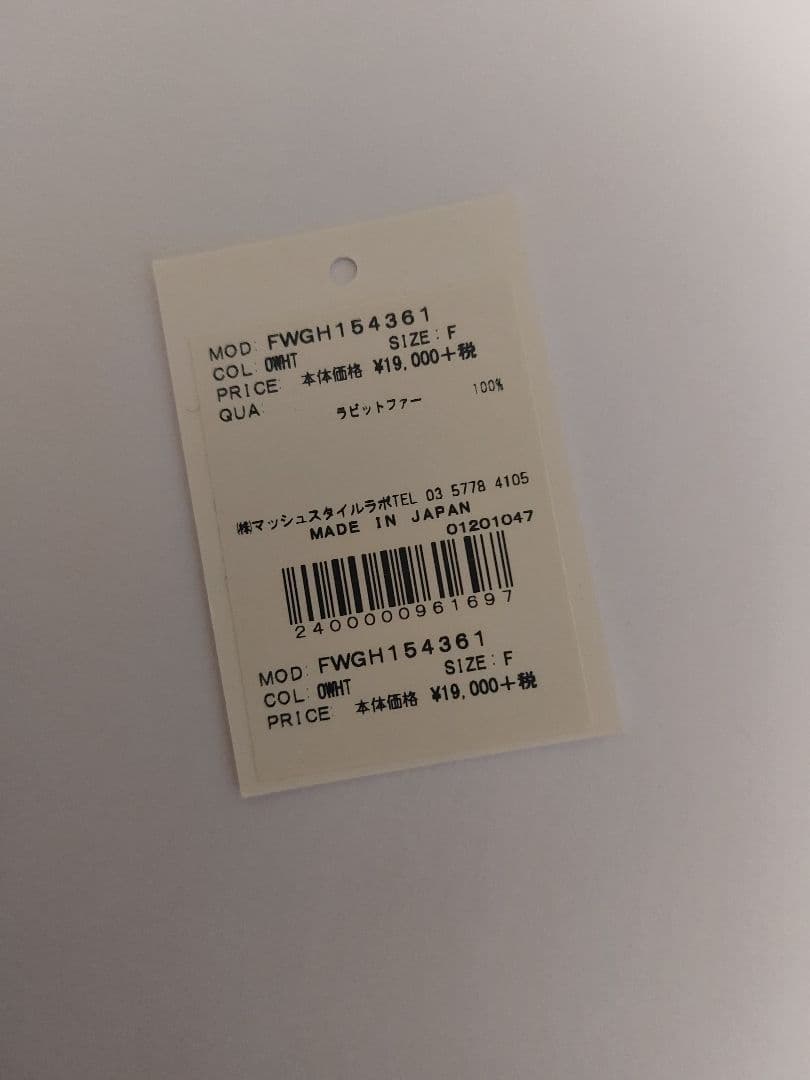 MOD: FWGH154361
COL: OWHT SIZE: F
PRICE: 本体価格 ¥19,000+税
QUA: ラビットファー 100%
㈱マッシュスタイルラボTEL 03 5778 4105
MADE IN JAPAN
01201047
2400000961697
MOD: FWGH154361
COL: OWHT SIZE: F
PRICE: 本体価格 ¥19,000+税